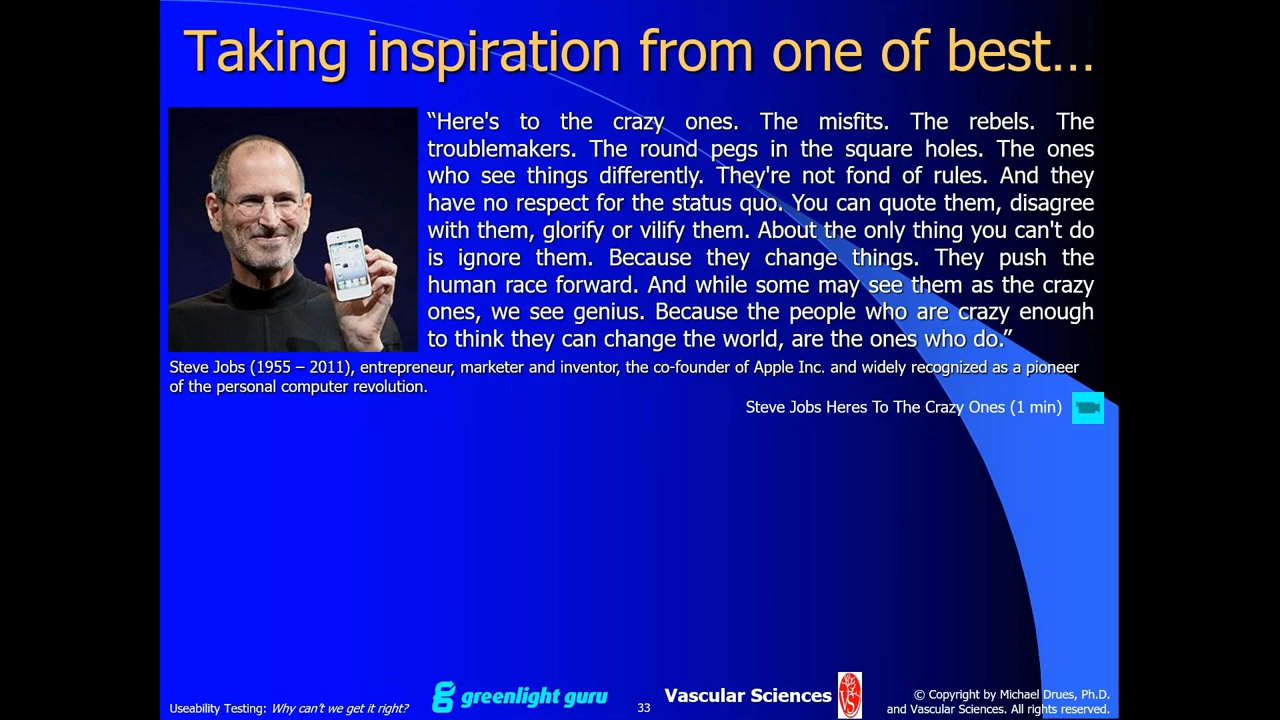 Taking inspiration from one of best…
“Here's to the crazy ones. The misfits. The rebels. The
troublemakers. The round pegs in the square holes. The ones
who see things differently. They're not fond of rules. And they
have no respect for the status quo. You can quote them, disagree
with them, glorify or vilify them. About the only thing you can't do
is ignore them. Because they change things. They push the
human race forward. And while some may see them as the crazy
ones, we see genius. Because the people who are crazy enough
to think they can change the world, are the ones who do.”
Steve Jobs (1955 – 2011), entrepreneur, marketer and inventor, the co-founder of Apple Inc. and widely recognized as a pioneer
of the personal computer revolution.
Steve Jobs Heres To The Crazy Ones (1 min)
Useability Testing: Why can’t we get it right?
greenlight guru
33
Vascular Sciences
VS
© Copyright by Michael Drues, Ph.D.
and Vascular Sciences. All rights reserved.